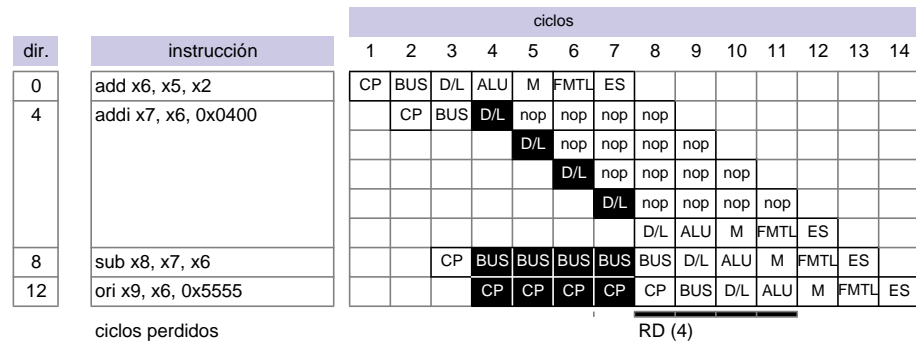 ciclos
dir. instrucción 1 2 3 4 5 6 7 8 9 10 11 12 13 14
0 add x6, x5, x2 CP BUS D/L ALU M FMTL ES
4 addi x7, x6, 0x0400 CP BUS D/L nop nop nop nop
D/L nop nop nop nop
D/L nop nop nop nop
D/L nop nop nop nop
D/L ALU M FMTL ES
8 sub x8, x7, x6 CP BUS BUS BUS BUS BUS D/L ALU M FMTL ES
12 ori x9, x6, 0x5555 CP CP CP CP CP BUS D/L ALU M FMTL ES
ciclos perdidos RD (4)